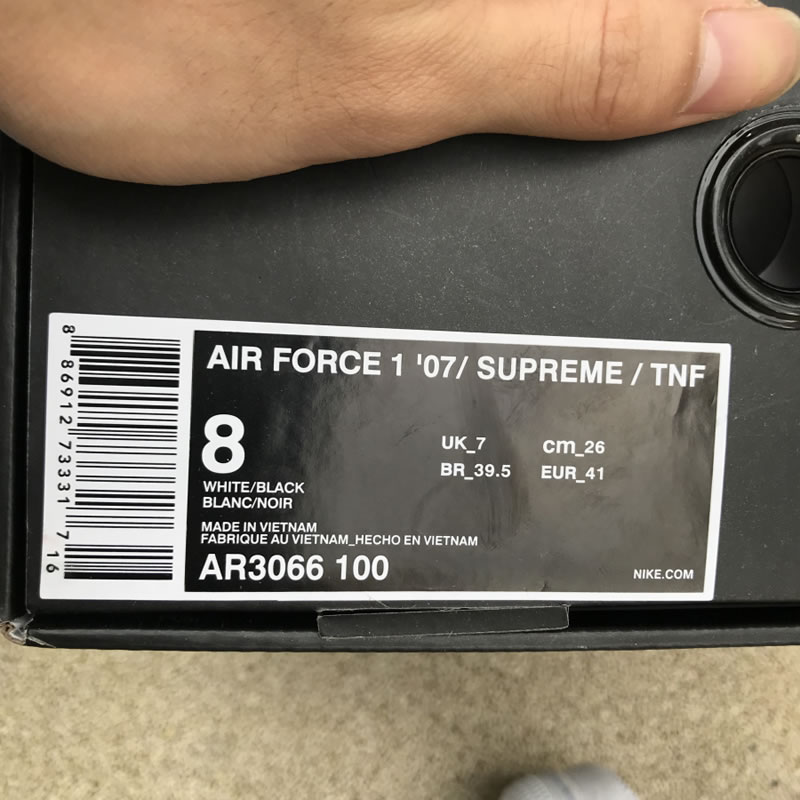 AIR FORCE 1 '07/ SUPREME / TNF
8
UK_7 cm_26
BR_39.5 EUR_41
WHITE/BLACK
BLANC/NOIR
MADE IN VIETNAM
FABRIQUE AU VIETNAM_HECHO EN VIETNAM
AR3066 100
NIKE.COM
8 86912 73331 7 16